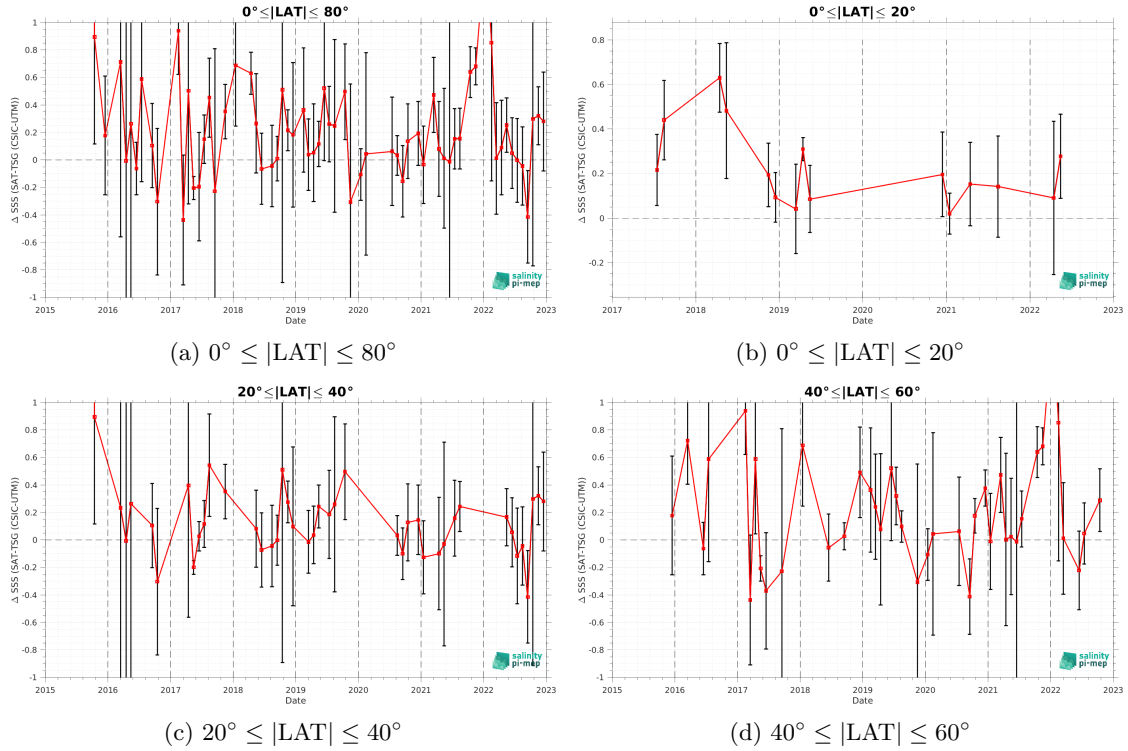 0°≤|LAT|≤ 80°
Δ SSS (SAT-TSG (CSIC-UTM))
1
0.8
0.6
0.4
0.2
0
-0.2
-0.4
-0.6
-0.8
-1
2015 2016 2017 2018 2019 2020 2021 2022 2023
Date
salinity
pi-mep
(a) 0° ≤ |LAT| ≤ 80°
0°≤|LAT|≤ 20°
Δ SSS (SAT-TSG (CSIC-UTM))
0.8
0.6
0.4
0.2
0
-0.2
2017 2018 2019 2020 2021 2022 2023
Date
salinity
pi-mep
(b) 0° ≤ |LAT| ≤ 20°
20°≤|LAT|≤ 40°
Δ SSS (SAT-TSG (CSIC-UTM))
1
0.8
0.6
0.4
0.2
0
-0.2
-0.4
-0.6
-0.8
-1
2015 2016 2017 2018 2019 2020 2021 2022 2023
Date
salinity
pi-mep
(c) 20° ≤ |LAT| ≤ 40°
40°≤|LAT|≤ 60°
Δ SSS (SAT-TSG (CSIC-UTM))
1
0.8
0.6
0.4
0.2
0
-0.2
-0.4
-0.6
-0.8
-1
2015 2016 2017 2018 2019 2020 2021 2022 2023
Date
salinity
pi-mep
(d) 40° ≤ |LAT| ≤ 60°